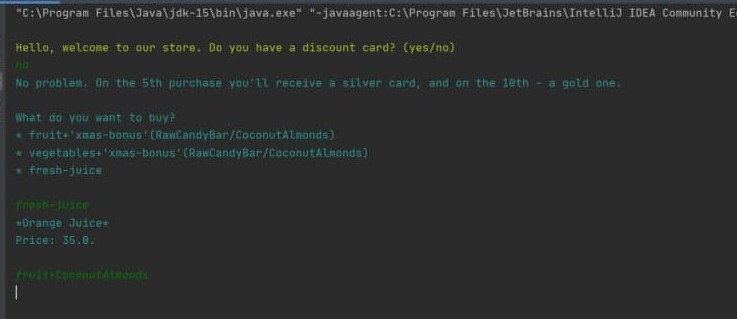 "C:\Program Files\Java\jdk-15\bin\java.exe" "-javaagent:C:\Program Files\JetBrains\IntelliJ IDEA Community E
Hello, welcome to our store. Do you have a discount card? (yes/no)
no
No problem. On the 5th purchase you'll receive a silver card, and on the 10th - a gold one.
What do you want to buy?
* fruit+'xmas-bonus'(RawCandyBar/CoconutAlmonds)
* vegetables+'xmas-bonus'(RawCandyBar/CoconutAlmonds)
* fresh-juice
fresh-juice
*Orange Juice*
Price: 35.0.
fruit+CoconutAlmonds